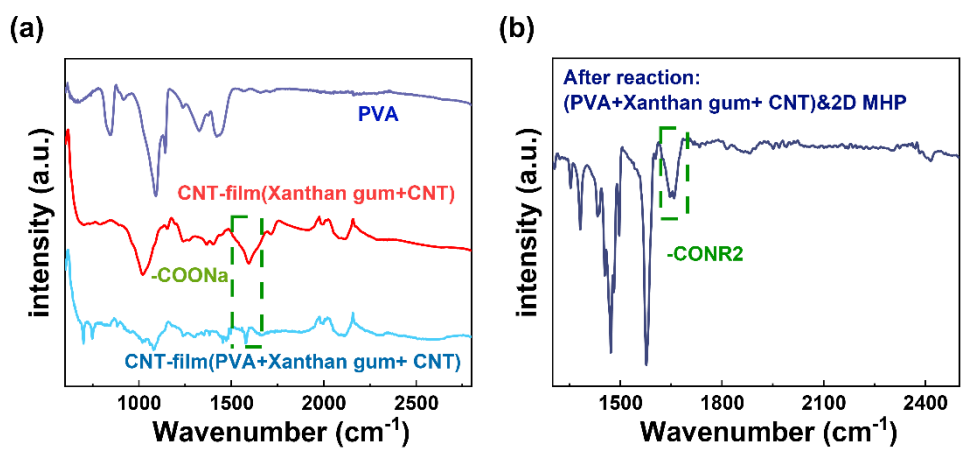 (a)
PVA
CNT-film(Xanthan gum+CNT)
-COONa
CNT-film(PVA+Xanthan gum+ CNT)
intensity (a.u.)
1000 1500 2000 2500
Wavenumber (cm-1)
(b)
After reaction:
(PVA+Xanthan gum+ CNT)&2D MHP
-CONR2
intensity (a.u.)
1500 1800 2100 2400
Wavenumber (cm-1)